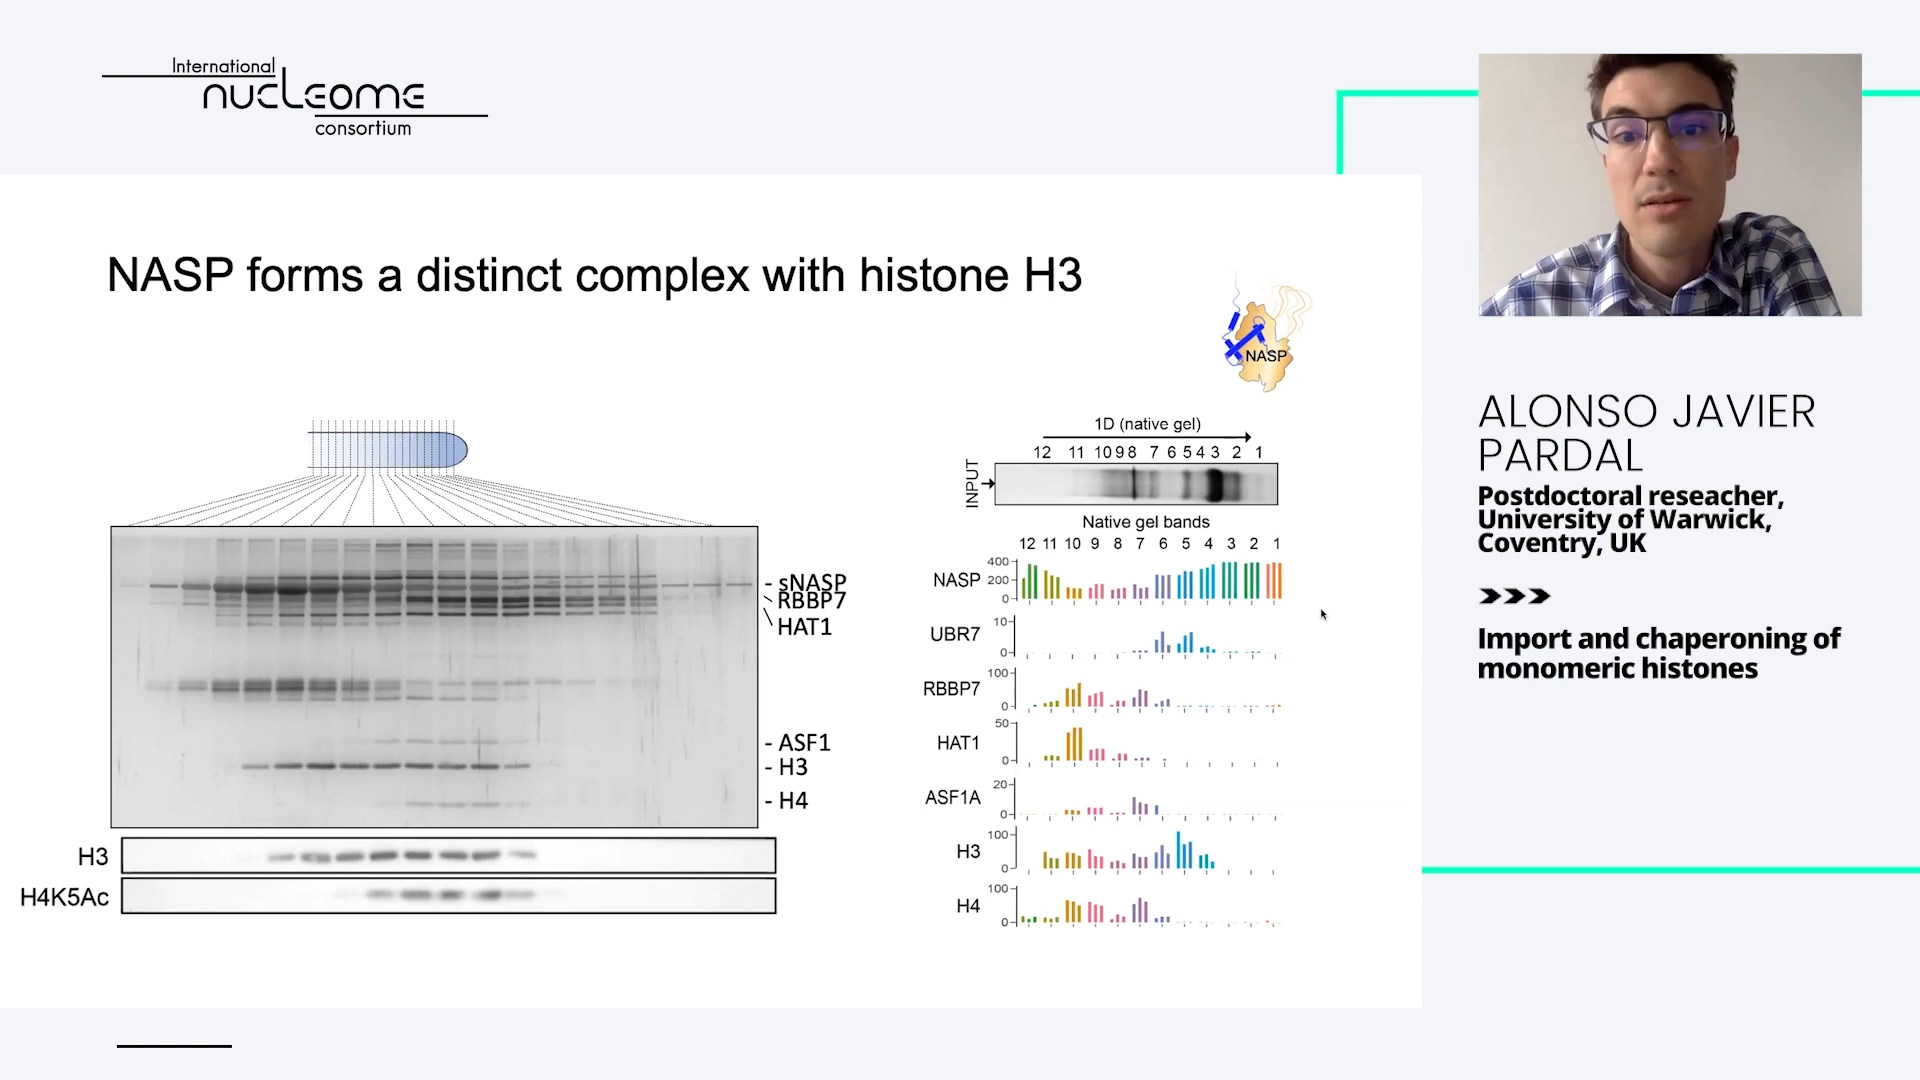 International
nucleome
consortium
NASP forms a distinct complex with histone H3
NASP
- sNASP
RBBP7
HAT1
- ASF1
- H3
- H4
H3
H4K5Ac
1D (native gel)
12 11 10 9 8 7 6 5 4 3 2 1
INPUT
Native gel bands
12 11 10 9 8 7 6 5 4 3 2 1
NASP 400 200 0
UBR7 10 0
RBBP7 100 0
HAT1 50 0
ASF1A 20 0
H3 100 0
H4 100 0
ALONSO JAVIER
PARDAL
Postdoctoral reseacher,
University of Warwick,
Coventry, UK
Import and chaperoning of
monomeric histones